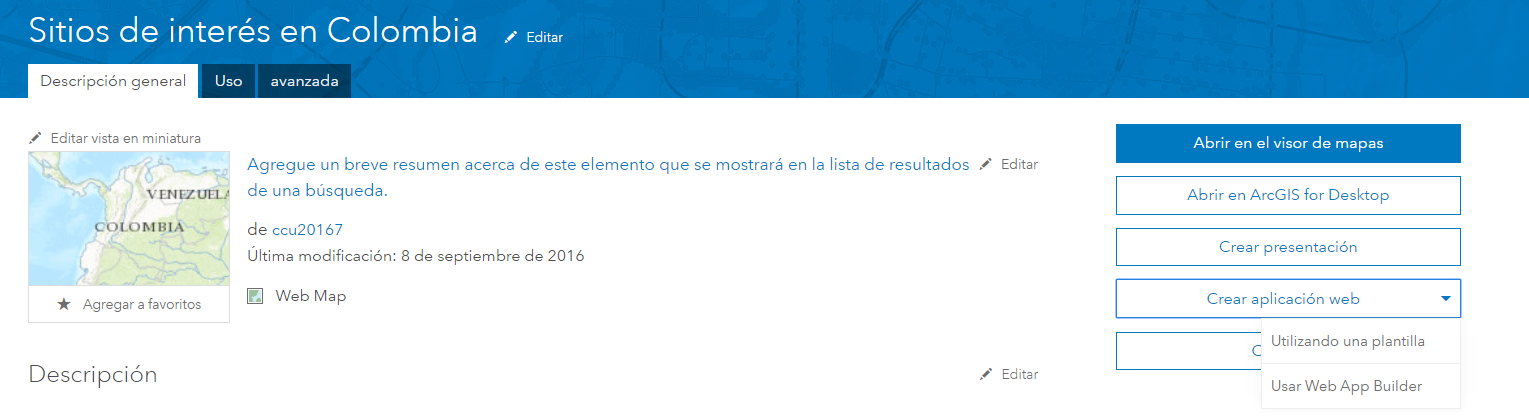 Sitios de interés en Colombia
Editar
Descripción general
Uso
avanzada
Editar vista en miniatura
VENEZUELA
COLOMBIA
Agregar a favoritos
Agregue un breve resumen acerca de este elemento que se mostrará en la lista de resultados
de una búsqueda.
Editar
de ccu20167
Última modificación: 8 de septiembre de 2016
Web Map
Descripción
Editar
Abrir en el visor de mapas
Abrir en ArcGIS for Desktop
Crear presentación
Crear aplicación web
Utilizando una plantilla
Usar Web App Builder